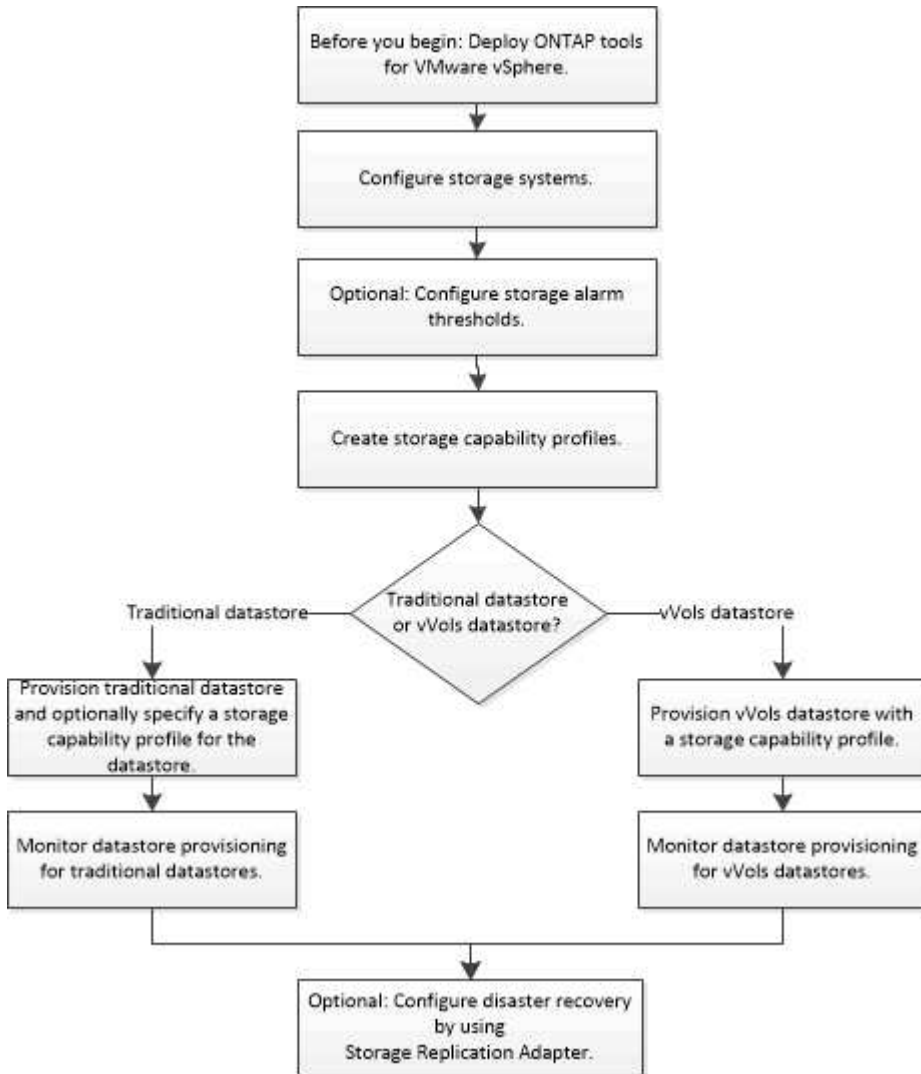 Before you begin: Deploy ONTAP tools
for VMware vSphere.
Configure storage systems.
Optional: Configure storage alarm
thresholds.
Create storage capability profiles.
Traditional datastore
or vVols datastore?
Traditional datastore
vVols datastore
Provision traditional datastore
and optionally specify a storage
capability profile for the
datastore.
Provision vVols datastore with
a storage capability profile.
Monitor datastore provisioning
for traditional datastores.
Monitor datastore provisioning
for vVols datastores.
Optional: Configure disaster recovery
by using
Storage Replication Adapter.